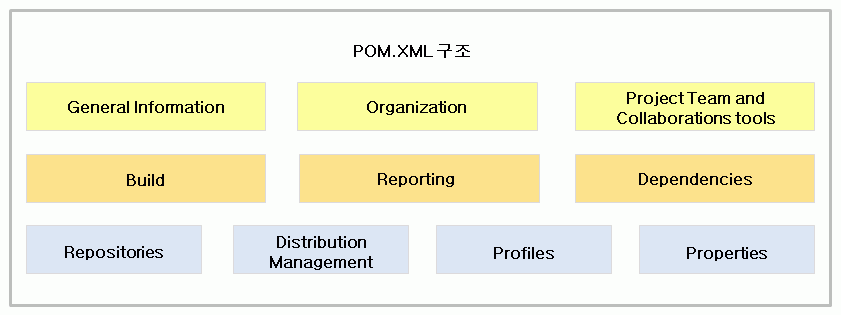 POM.XML 구조
General Information
Organization
Project Team and
Collaborations tools
Build
Reporting
Dependencies
Repositories
Distribution
Management
Profiles
Properties